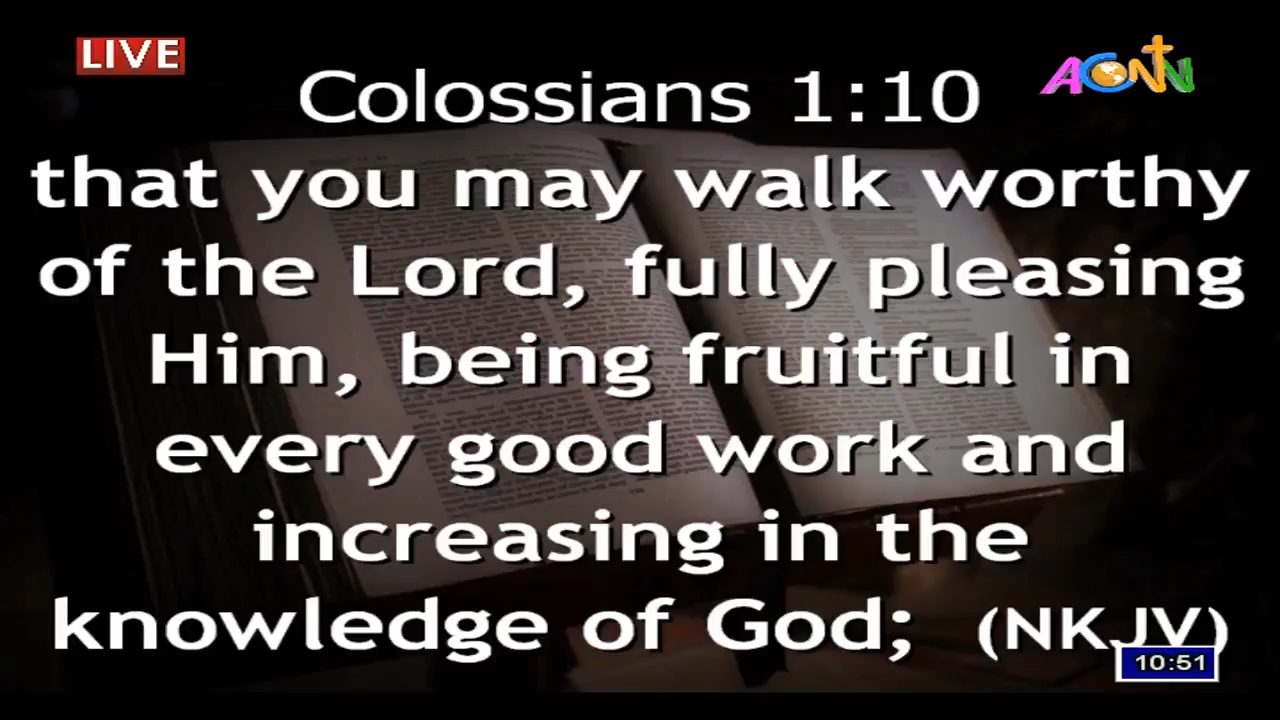 LIVE
ACNN
Colossians 1:10
that you may walk worthy
of the Lord, fully pleasing
Him, being fruitful in
every good work and
increasing in the
knowledge of God; (NKJV)
10:51